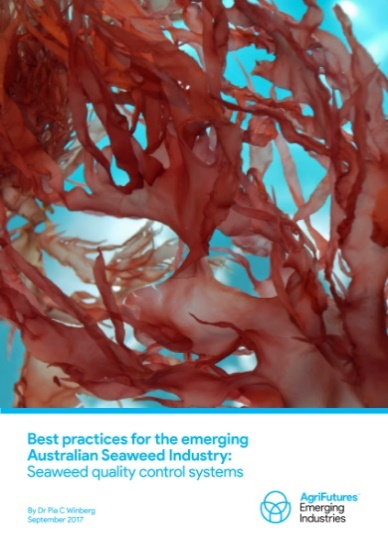 Best practices for the emerging
Australian Seaweed Industry:
Seaweed quality control systems
By Dr Pia C Winberg
September 2017
AgriFutures™
Emerging
Industries